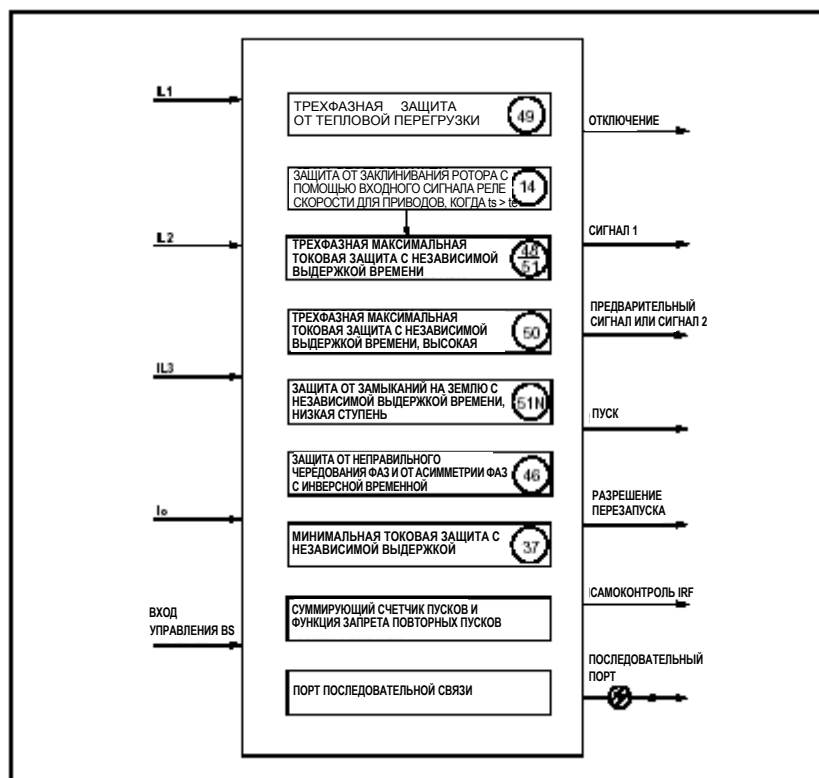 IL1
IL2
IL3
Io
ВХОД
УПРАВЛЕНИЯ BS
ТРЕХФАЗНАЯ ЗАЩИТА
ОТ ТЕПЛОВОЙ ПЕРЕГРУЗКИ
49
ЗАЩИТА ОТ ЗАКЛИНИВАНИЯ РОТОРА С
ПОМОЩЬЮ ВХОДНОГО СИГНАЛА РЕЛЕ
СКОРОСТИ ДЛЯ ПРИВОДОВ, КОГДА ts > te
14
ТРЕХФАЗНАЯ МАКСИМАЛЬНАЯ
ТОКОВАЯ ЗАЩИТА С НЕЗАВИСИМОЙ
ВЫДЕРЖКОЙ ВРЕМЕНИ
48
51
ТРЕХФАЗНАЯ МАКСИМАЛЬНАЯ
ТОКОВАЯ ЗАЩИТА С НЕЗАВИСИМОЙ
ВЫДЕРЖКОЙ ВРЕМЕНИ, ВЫСОКАЯ
50
ЗАЩИТА ОТ ЗАМЫКАНИЙ НА ЗЕМЛЮ С
НЕЗАВИСИМОЙ ВЫДЕРЖКОЙ ВРЕМЕНИ,
НИЗКАЯ СТУПЕНЬ
51N
ЗАЩИТА ОТ НЕПРАВИЛЬНОГО
ЧЕРЕДОВАНИЯ ФАЗ И ОТ АСИММЕТРИИ ФАЗ
С ИНВЕРСНОЙ ВРЕМЕННОЙ
46
МИНИМАЛЬНАЯ ТОКОВАЯ ЗАЩИТА С
НЕЗАВИСИМОЙ ВЫДЕРЖКОЙ
37
СУММИРУЮЩИЙ СЧЕТЧИК ПУСКОВ И
ФУНКЦИЯ ЗАПРЕТА ПОВТОРНЫХ ПУСКОВ
ПОРТ ПОСЛЕДОВАТЕЛЬНОЙ СВЯЗИ
ОТКЛЮЧЕНИЕ
СИГНАЛ 1
ПРЕДВАРИТЕЛЬНЫЙ
СИГНАЛ ИЛИ СИГНАЛ 2
ПУСК
РАЗРЕШЕНИЕ
ПЕРЕЗАПУСКА
САМОКОНТРОЛЬ IRF
ПОСЛЕДОВАТЕЛЬНЫЙ
ПОРТ